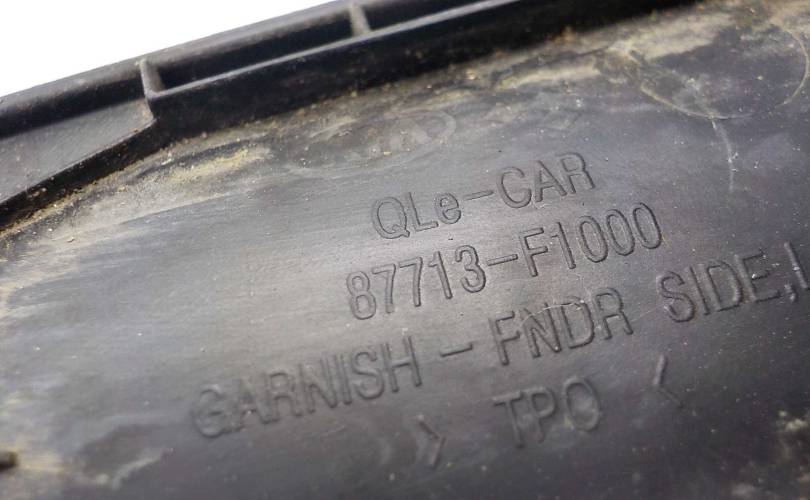 QLe-CAR
87713-F1000
GARNISH - FNDR SIDE,L
> TPO <